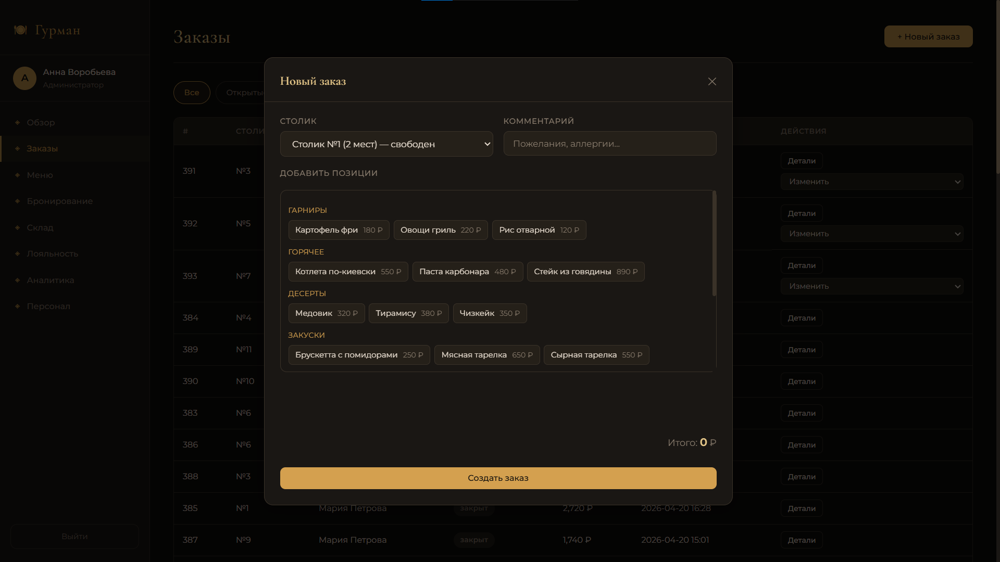 Гурман
А
Анна Воробьева
Администратор
Обзор
Заказы
Меню
Бронирование
Склад
Лояльность
Аналитика
Персонал
Выйти
Заказы
+ Новый заказ
Все
Открыты
#
СТОЛИ
ДЕЙСТВИЯ
391
№3
Детали
Изменить
392
№5
Детали
Изменить
393
№7
Детали
Изменить
384
№4
Детали
389
№11
Детали
390
№10
Детали
383
№6
Детали
386
№6
Детали
388
№3
Детали
385
№1
Мария Петрова
закрыт
2,720 ₽
2026-04-20 16:28
Детали
387
№9
Мария Петрова
закрыт
1,740 ₽
2026-04-20 15:01
Детали
Новый заказ
СТОЛИК
Столик №1 (2 мест) — свободен
КОММЕНТАРИЙ
Пожелания, аллергии...
ДОБАВИТЬ ПОЗИЦИИ
ГАРНИРЫ
Картофель фри 180 ₽
Овощи гриль 220 ₽
Рис отварной 120 ₽
ГОРЯЧЕЕ
Котлета по-киевски 550 ₽
Паста карбонара 480 ₽
Стейк из говядины 890 ₽
ДЕСЕРТЫ
Медовик 320 ₽
Тирамису 380 ₽
Чизкейк 350 ₽
ЗАКУСКИ
Брускетта с помидорами 250 ₽
Мясная тарелка 650 ₽
Сырная тарелка 550 ₽
Итого: 0 ₽
Создать заказ